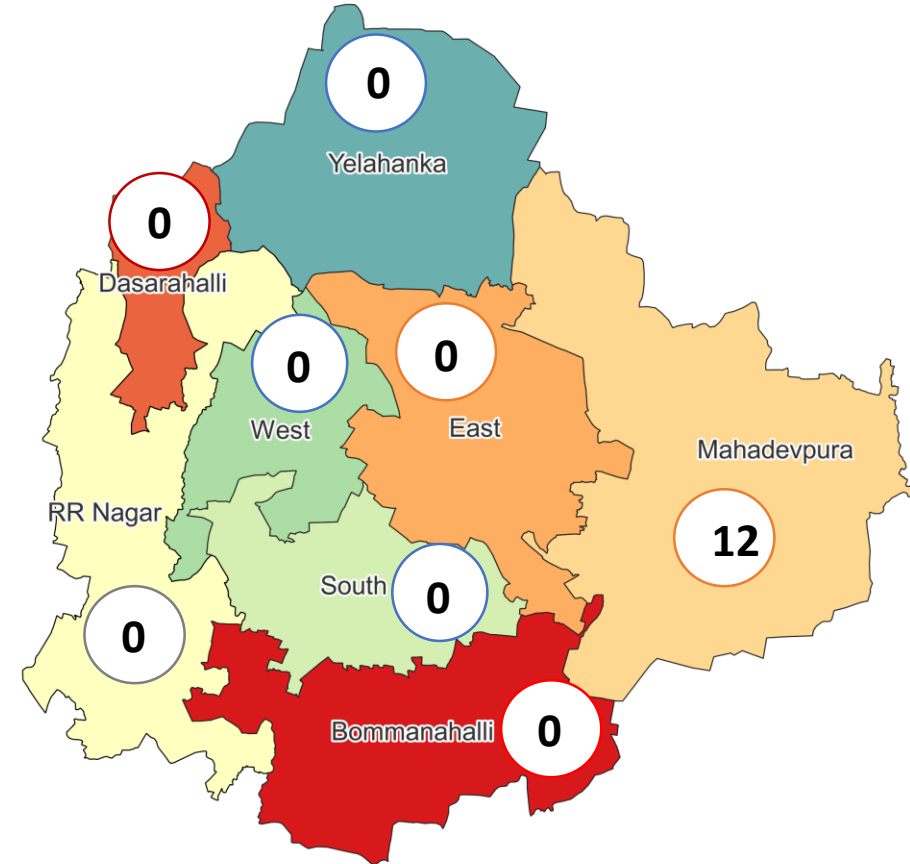 0
Yelahanka
0
Dasarahalli
0
West
0
East
Mahadevpura
12
RR Nagar
South
0
0
Bommanahalli
0